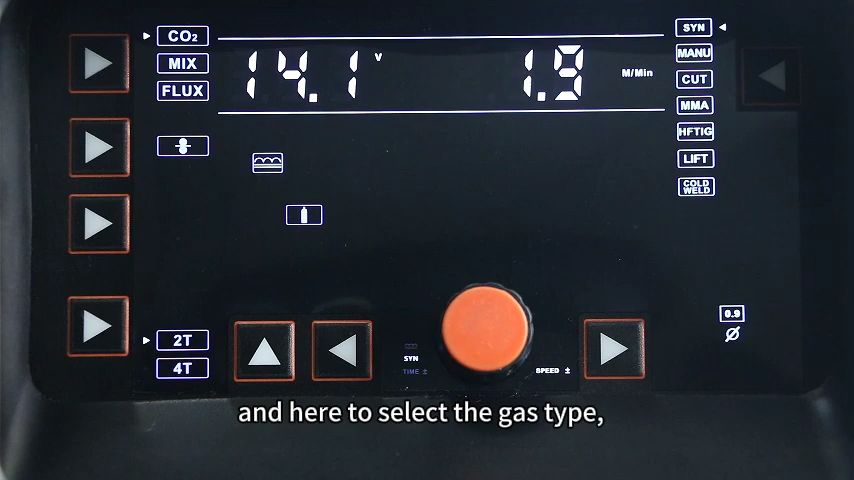 CO2
MIX
FLUX
14.1 V
1.9 M/Min
SYN
MANU
CUT
MMA
HFTIG
LIFT
COLD
WELD
0.9
2T
4T
SYN
TIME ±
SPEED ±
and here to select the gas type,